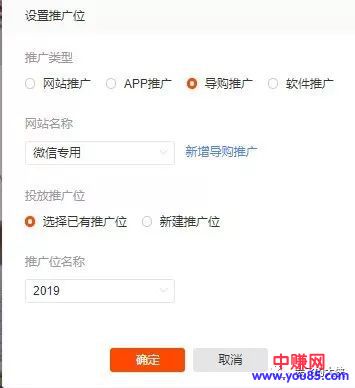 设置推广位
推广类型
网站推广 APP推广 导购推广 软件推广
网站名称
微信专用 新增导购推广
投放推广位
选择已有推广位 新建推广位
推广位名称
2019
确定 取消
中赚网
www.you85.com